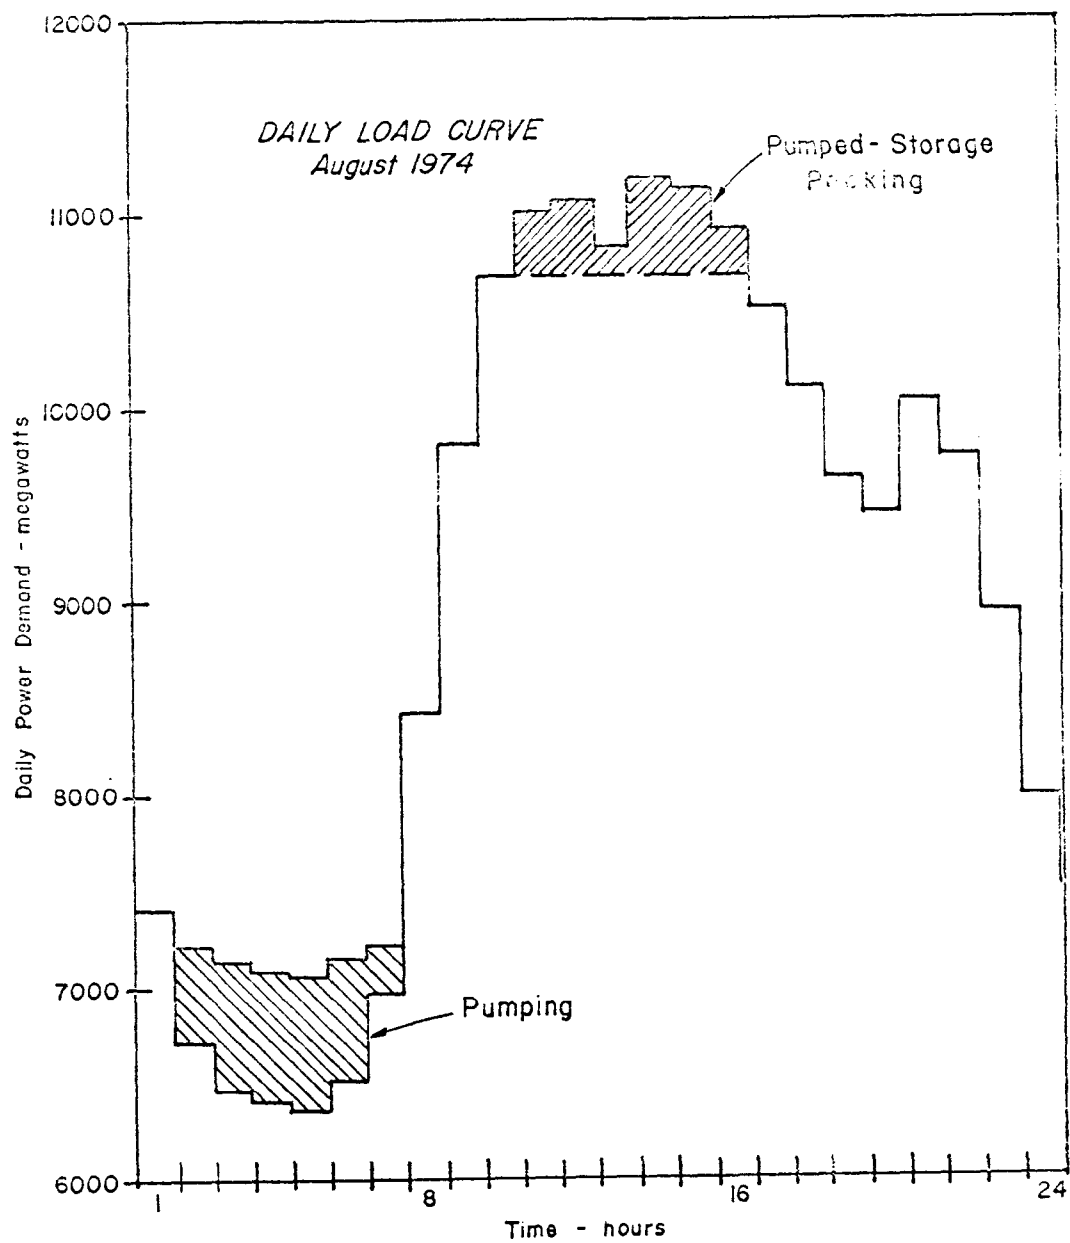 12000
DAILY LOAD CURVE
August 1974
Pumped-Storage
Peaking
11000
10000
9000
8000
7000
6000
Daily Power Demand - megawatts
Pumping
1
8
16
24
Time - hours